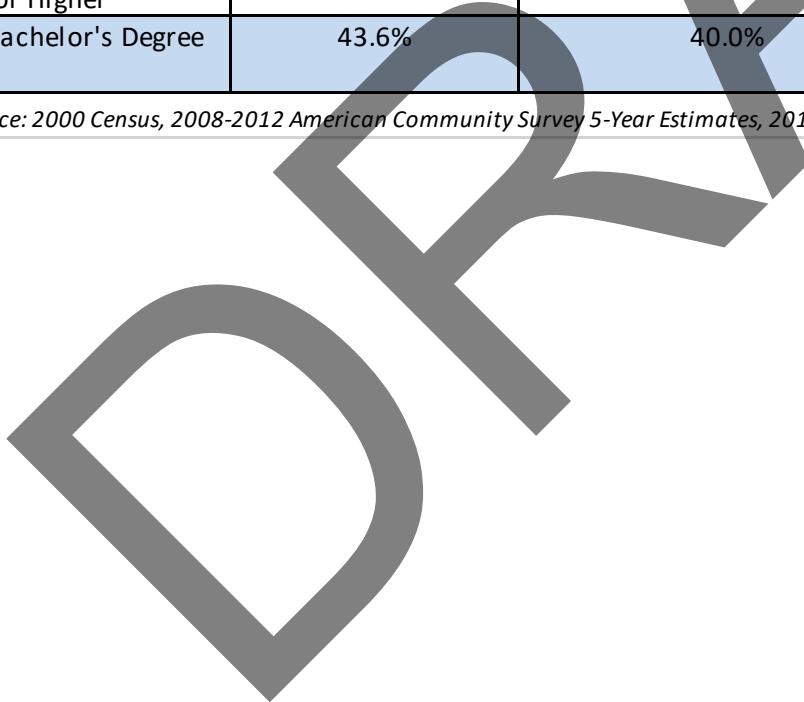 or Higher
achelor's Degree 43.6% 40.0%
ce: 2000 Census, 2008-2012 American Community Survey 5-Year Estimates, 201
DR